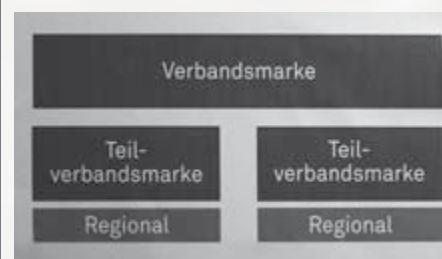 Verbandsmarke
Teil-
verbandsmarke
Teil-
verbandsmarke
Regional
Regional